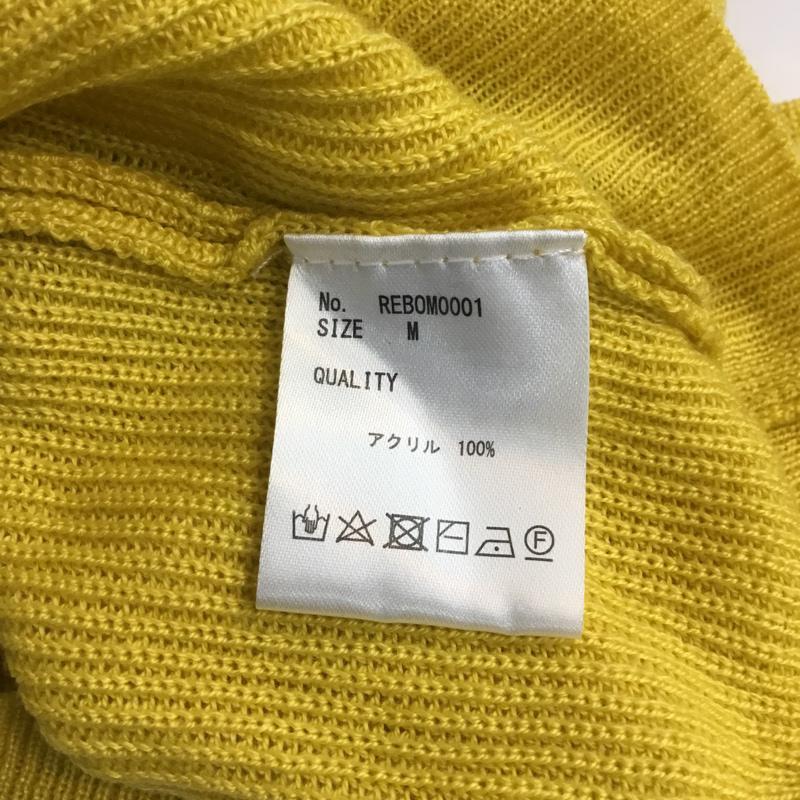 No. REBOM0001
SIZE M
QUALITY
アクリル 100%
F